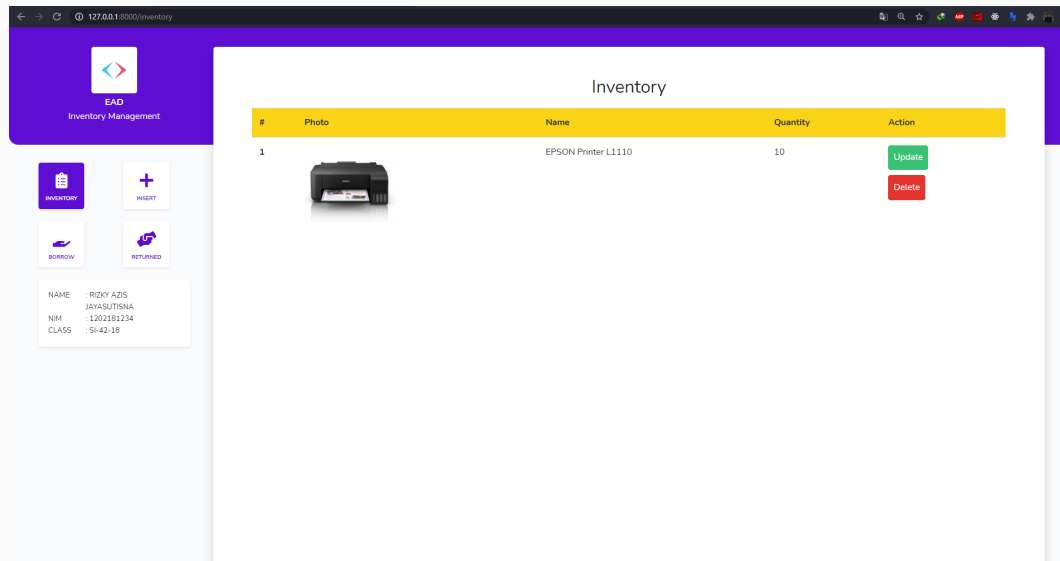 127.0.0.1:8000/inventory
ABP
EAD
Inventory Management
INVENTORY
INSERT
BORROW
RETURNED
NAME : RIZKY AZIS
JAYASUTISNA
NIM : 1202181234
CLASS : SI-42-18
Inventory
# Photo Name Quantity Action
1 EPSON Printer L1110 10 Update
Delete